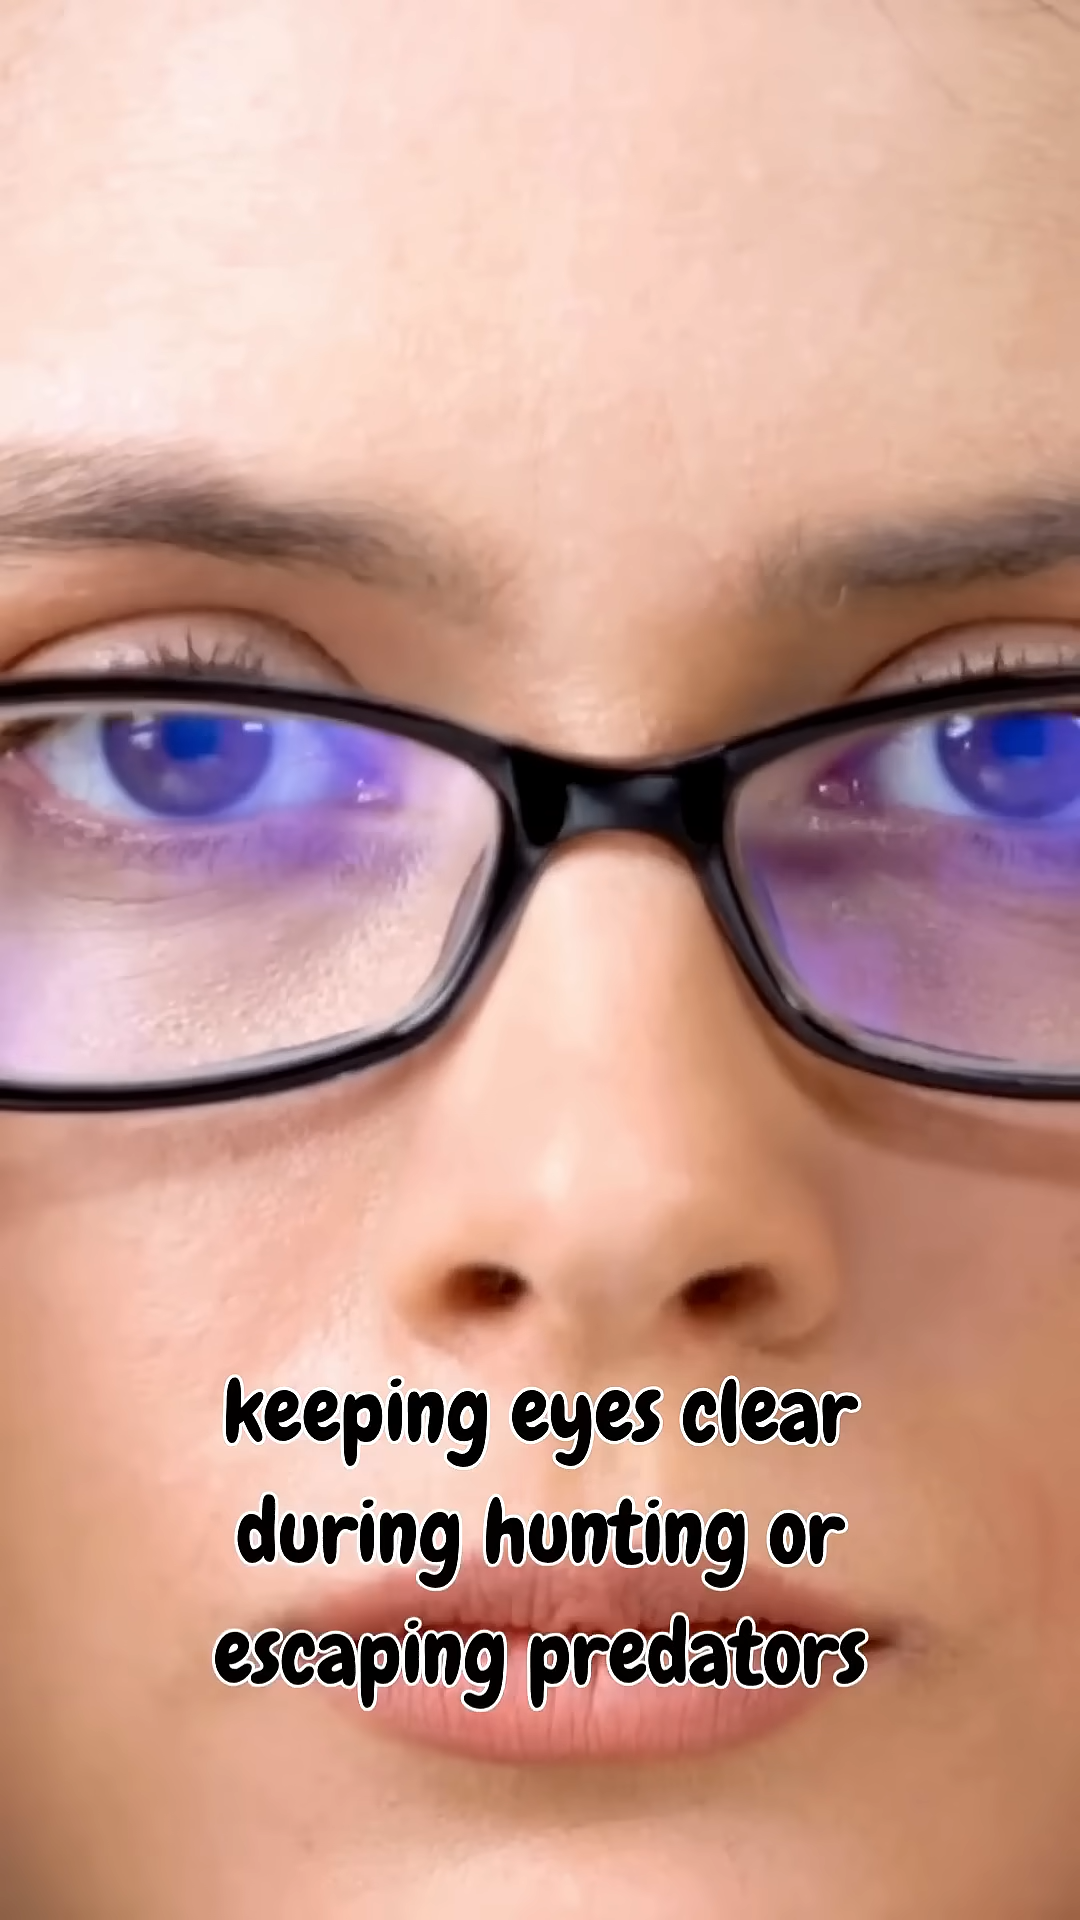 keeping eyes clear
during hunting or
escaping predators